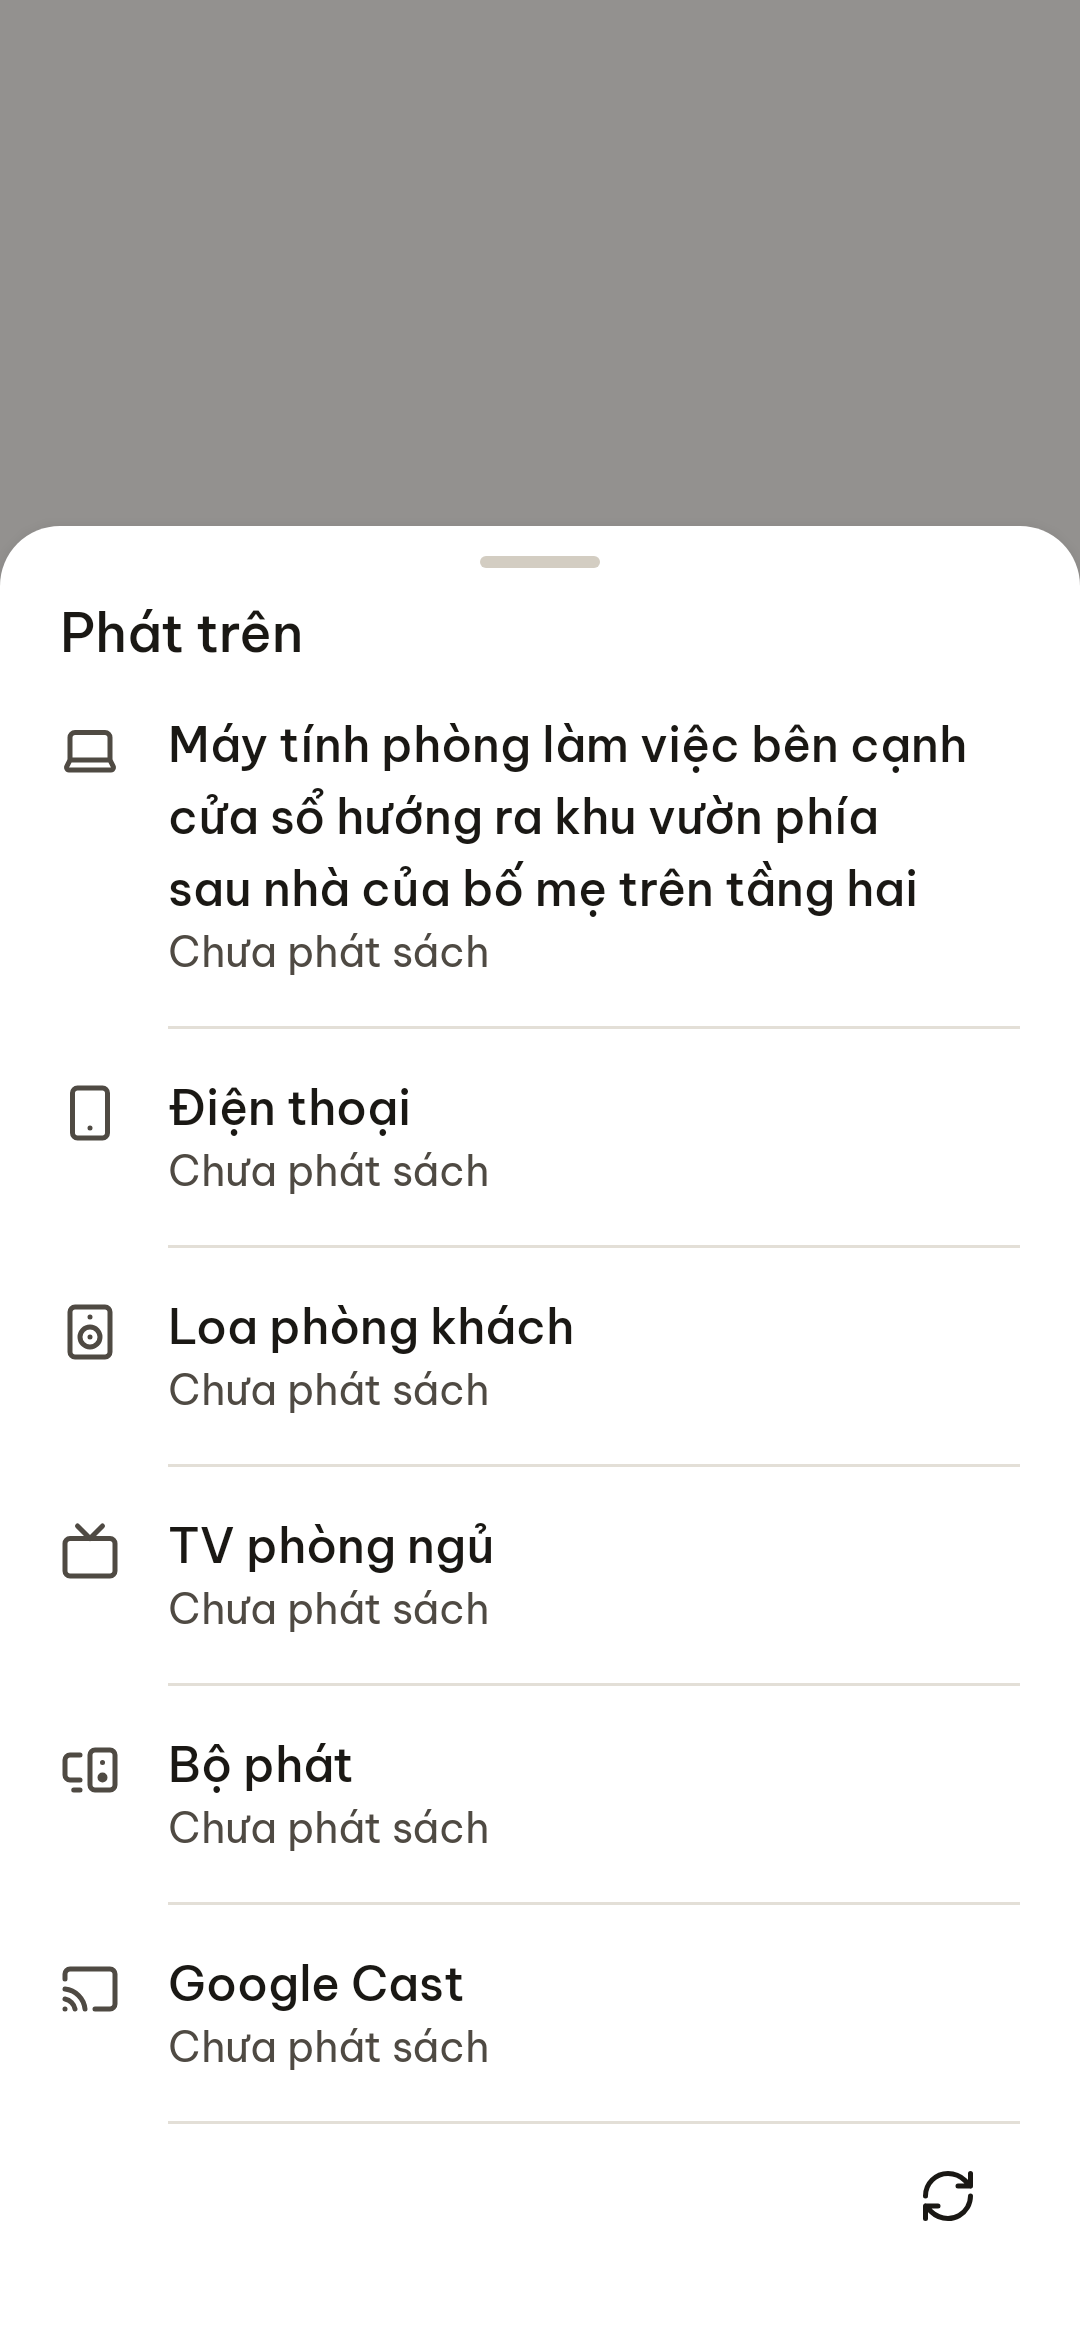 Phát trên
Máy tính phòng làm việc bên cạnh
cửa sổ hướng ra khu vườn phía
sau nhà của bố mẹ trên tầng hai
Chưa phát sách
Điện thoại
Chưa phát sách
Loa phòng khách
Chưa phát sách
TV phòng ngủ
Chưa phát sách
Bộ phát
Chưa phát sách
Google Cast
Chưa phát sách